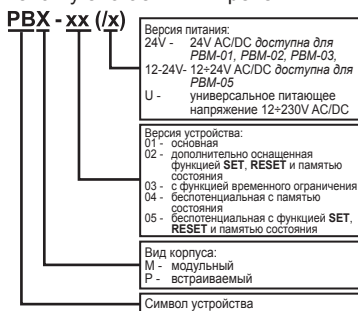 PBX - xx (/x)
Версия питания:
24V - 24V AC/DC доступна для
PBM-01, PBM-02, PBM-03,
12-24V- 12÷24V AC/DC доступна для
PBM-05
U - универсальное питающее
напряжение 12÷230V AC/DC
Версия устройства:
01 - основная
02 - дополнительно оснащенная
функцией SET, RESET и памятью
состояния
03 - с функцией временного ограничения
04 - беспотенциальная с памятью
состояния
05 - беспотенциальная с функцией SET,
RESET и памятью состояния
Вид корпуса:
M - модульный
P - встраиваемый
Символ устройства